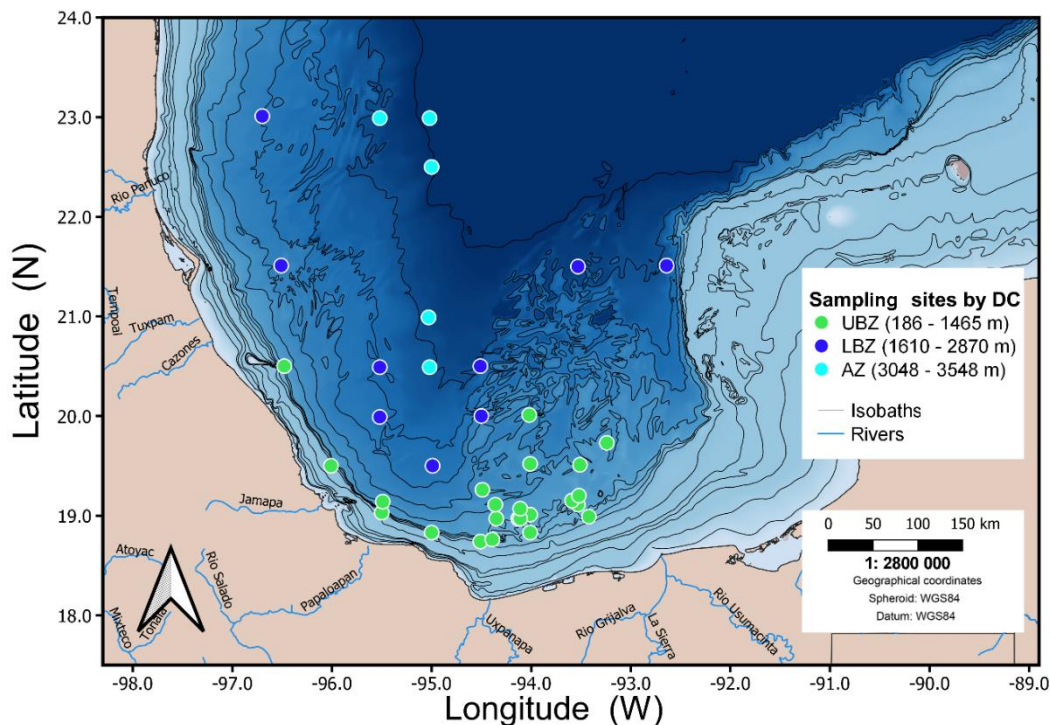 24.0
23.0
22.0
21.0
20.0
19.0
18.0
Latitude (N)
-98.0 -97.0 -96.0 -95.0 -94.0 -93.0 -92.0 -91.0 -90.0 -89.0
Longitude (W)
Rio Panuco
Tempoal
Tuxpam
Cazones
Jamapa
Atoyac
Rio Salado
Papaloapan
Mixteco
Tonala
Uxpanapa
Rio Grijalva
La Sierra
Rio Usumacinta
Sampling sites by DC
UBZ (186 - 1465 m)
LBZ (1610 - 2870 m)
AZ (3048 - 3548 m)
Isobaths
Rivers
0 50 100 150 km
1: 2800 000
Geographical coordinates
Spheroid: WGS84
Datum: WGS84